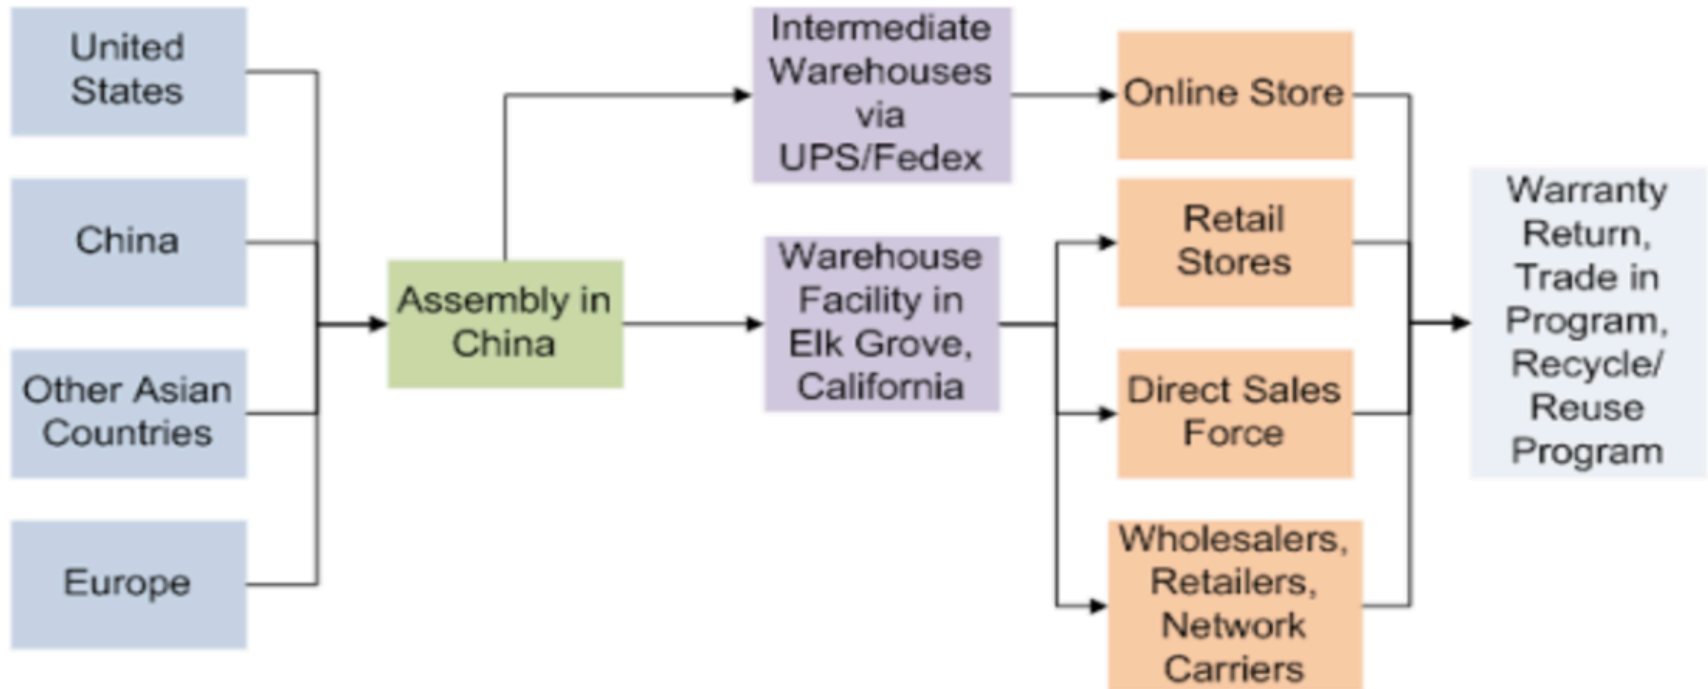 United
States
China
Other Asian
Countries
Europe
Assembly in
China
Intermediate
Warehouses
via
UPS/Fedex
Warehouse
Facility in
Elk Grove,
California
Online Store
Retail
Stores
Direct Sales
Force
Wholesalers,
Retailers,
Network
Carriers
Warranty
Return,
Trade in
Program,
Recycle/
Reuse
Program